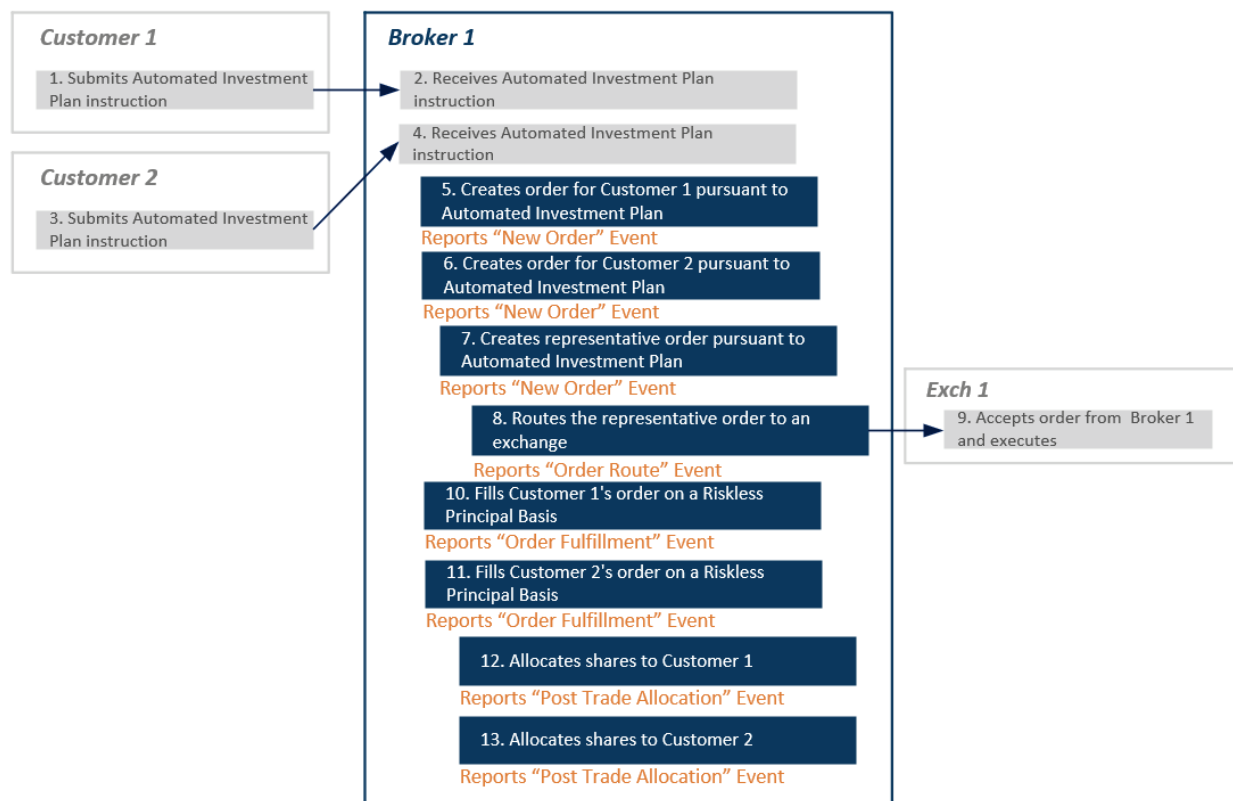 Customer 1
1. Submits Automated Investment
Plan instruction
Customer 2
3. Submits Automated Investment
Plan instruction
Broker 1
2. Receives Automated Investment Plan
instruction
4. Receives Automated Investment Plan
instruction
5. Creates order for Customer 1 pursuant to
Automated Investment Plan
Reports “New Order” Event
6. Creates order for Customer 2 pursuant to
Automated Investment Plan
Reports “New Order” Event
7. Creates representative order pursuant to
Automated Investment Plan
Reports “New Order” Event
8. Routes the representative order to an
exchange
Reports “Order Route” Event
Exch 1
9. Accepts order from Broker 1
and executes
10. Fills Customer 1's order on a Riskless
Principal Basis
Reports “Order Fulfillment” Event
11. Fills Customer 2's order on a Riskless
Principal Basis
Reports “Order Fulfillment” Event
12. Allocates shares to Customer 1
Reports “Post Trade Allocation” Event
13. Allocates shares to Customer 2
Reports “Post Trade Allocation” Event